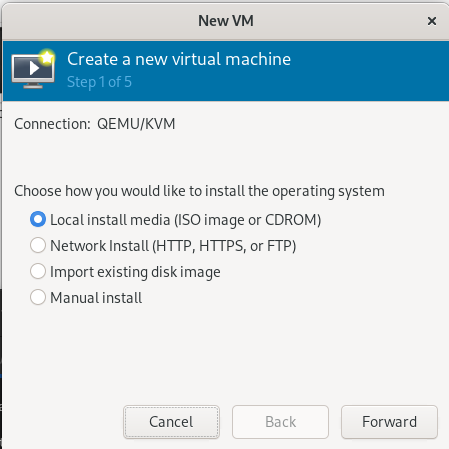 New VM
Create a new virtual machine
Step 1 of 5
Connection: QEMU/KVM
Choose how you would like to install the operating system
Local install media (ISO image or CDROM)
Network Install (HTTP, HTTPS, or FTP)
Import existing disk image
Manual install
Cancel Back Forward